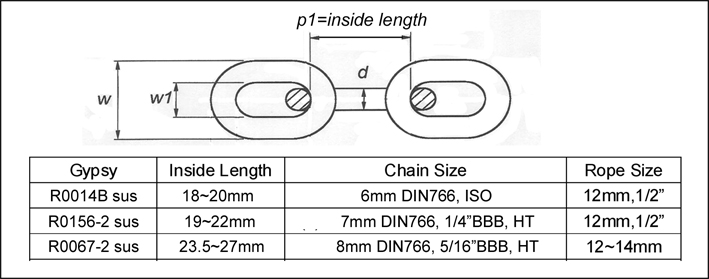 p1=inside length
d
w w1
Gypsy Inside Length Chain Size Rope Size
R0014B sus 18~20mm 6mm DIN766, ISO 12mm,1/2”
R0156-2 sus 19~22mm 7mm DIN766, 1/4”BBB, HT 12mm,1/2”
R0067-2 sus 23.5~27mm 8mm DIN766, 5/16”BBB, HT 12~14mm